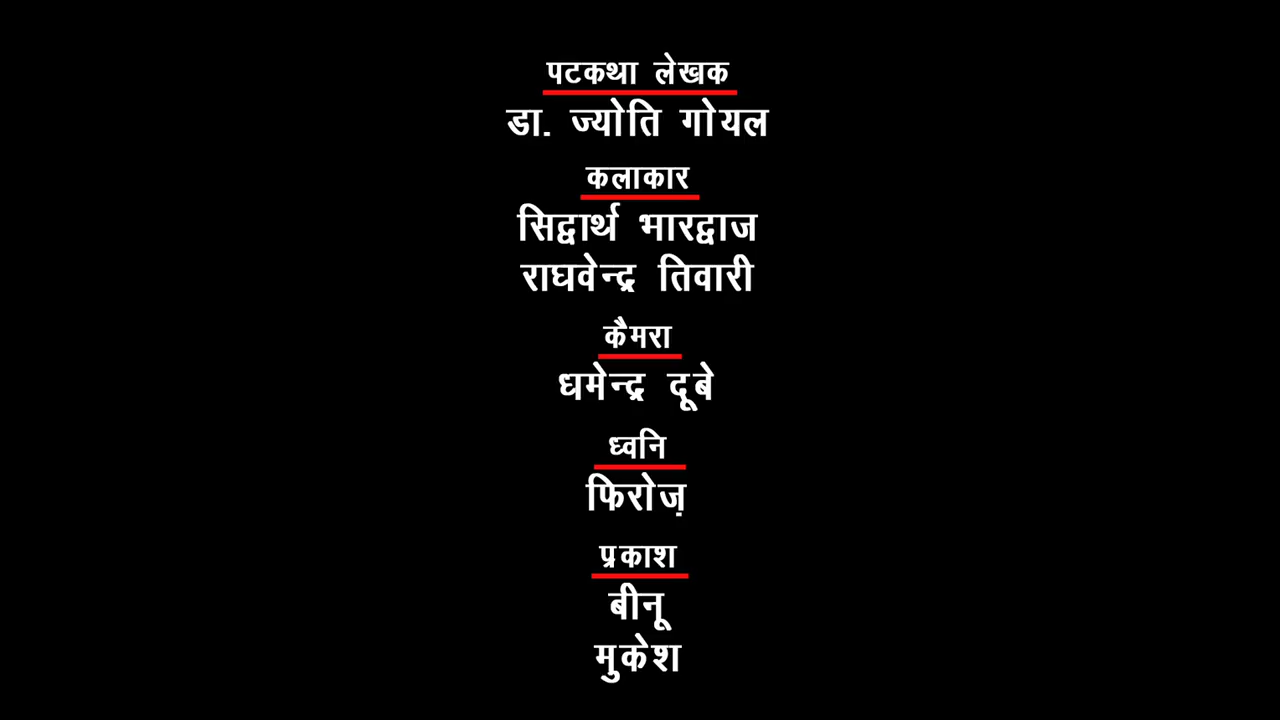 पटकथा लेखक
डा. ज्योति गोयल
कलाकार
सिद्वार्थ भारद्वाज
राघवेन्द्र तिवारी
कैमरा
धमेन्द्र दूबे
ध्वनि
फिरोज़
प्रकाश
बीनू
मुकेश